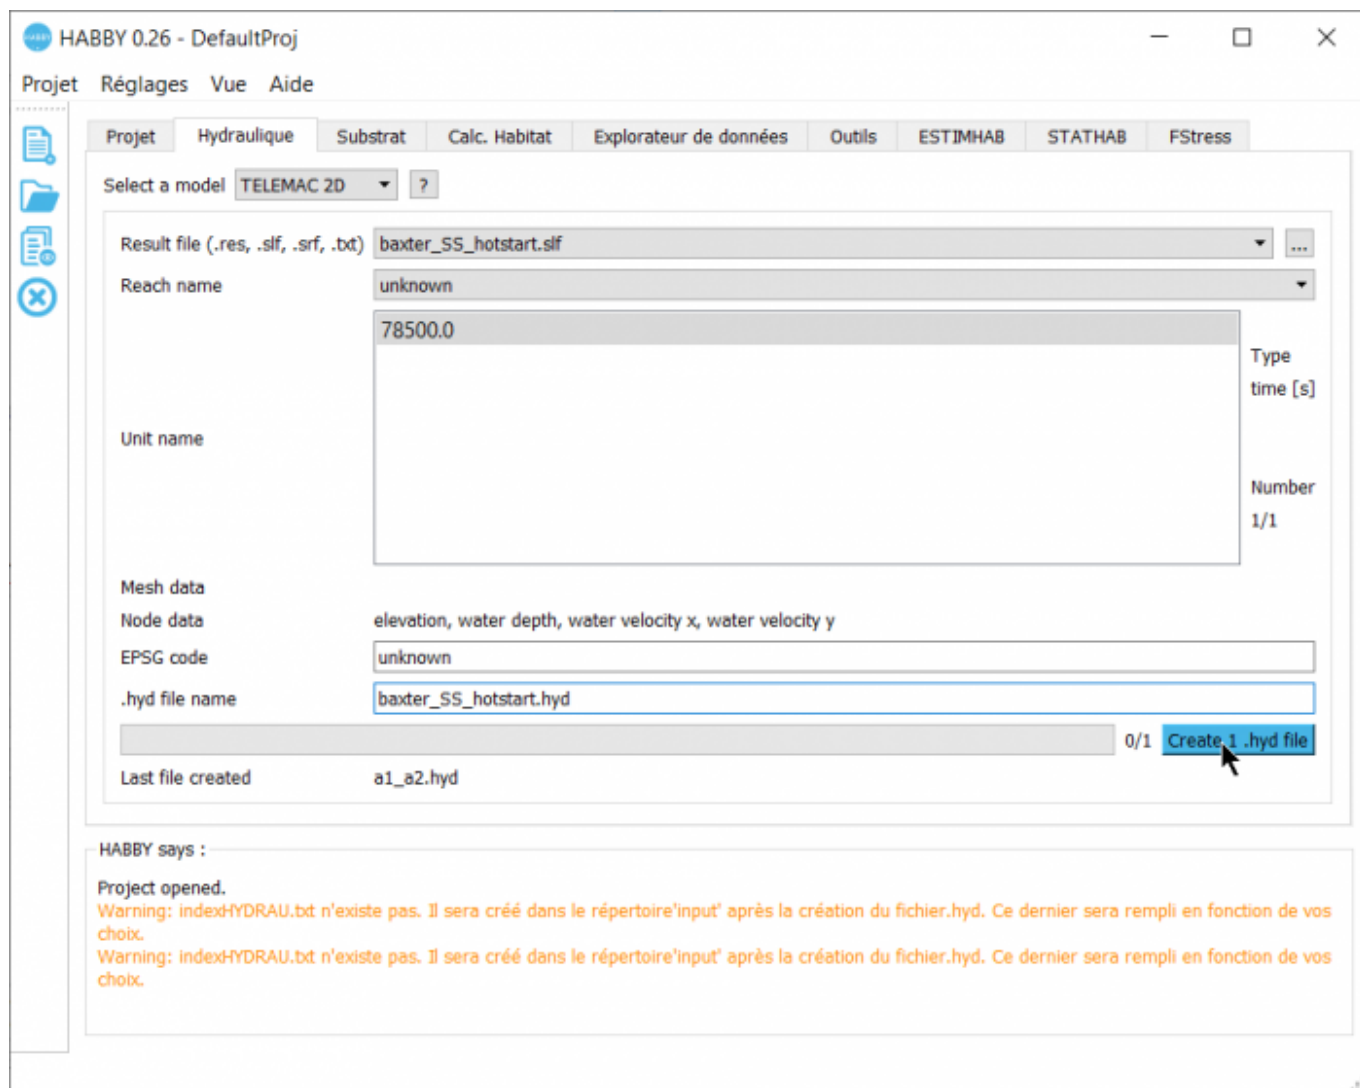 HABBY 0.26 - DefaultProj
Projet Réglages Vue Aide
Projet Hydraulique Substrat Calc. Habitat Explorateur de données Outils ESTIMHAB STATHAB FStress
Select a model TELEMAC 2D ?
Result file (.res, .slf, .srf, .txt) baxter_SS_hotstart.slf ...
Reach name unknown
78500.0
Type
time [s]
Unit name
Number
1/1
Mesh data
Node data elevation, water depth, water velocity x, water velocity y
EPSG code unknown
.hyd file name baxter_SS_hotstart.hyd
0/1 Create 1 .hyd file
Last file created a1_a2.hyd
HABBY says :
Project opened.
Warning: indexHYDRAU.txt n'existe pas. Il sera créé dans le répertoire'input' après la création du fichier.hyd. Ce dernier sera rempli en fonction de vos
choix.
Warning: indexHYDRAU.txt n'existe pas. Il sera créé dans le répertoire'input' après la création du fichier.hyd. Ce dernier sera rempli en fonction de vos
choix.